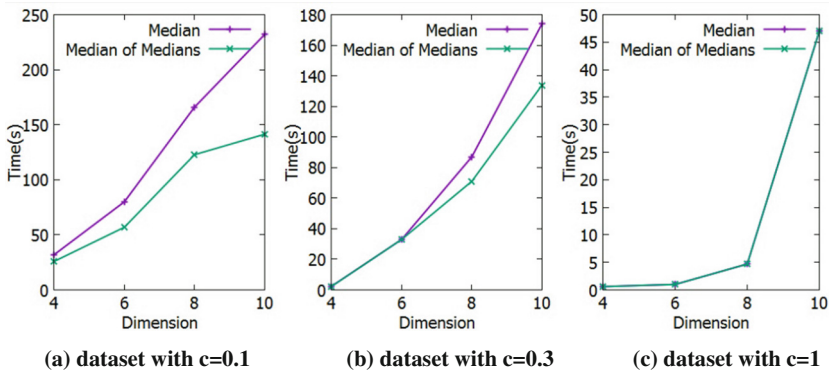 250
200
150
100
50
0
Time(s)
Median
Median of Medians
4 6 8 10
Dimension
(a) dataset with c=0.1
180
160
140
120
100
80
60
40
20
0
Time(s)
Median
Median of Medians
4 6 8 10
Dimension
(b) dataset with c=0.3
50
45
40
35
30
25
20
15
10
5
0
Time(s)
Median
Median of Medians
4 6 8 10
Dimension
(c) dataset with c=1